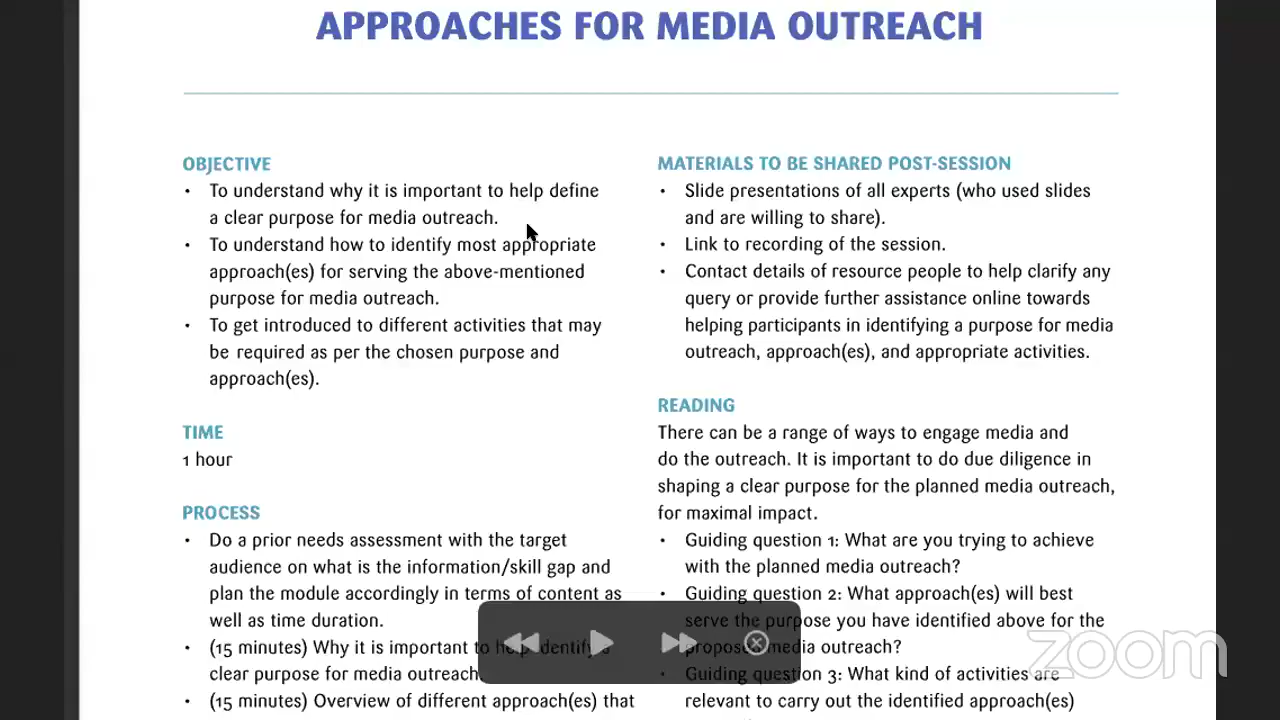 APPROACHES FOR MEDIA OUTREACH
OBJECTIVE
• To understand why it is important to help define
a clear purpose for media outreach.
• To understand how to identify most appropriate
approach(es) for serving the above-mentioned
purpose for media outreach.
• To get introduced to different activities that may
be required as per the chosen purpose and
approach(es).
TIME
1 hour
PROCESS
• Do a prior needs assessment with the target
audience on what is the information/skill gap and
plan the module accordingly in terms of content as
well as time duration.
• (15 minutes) Why it is important to help identify a
clear purpose for media outreach.
• (15 minutes) Overview of different approach(es) that
MATERIALS TO BE SHARED POST-SESSION
• Slide presentations of all experts (who used slides
and are willing to share).
• Link to recording of the session.
• Contact details of resource people to help clarify any
query or provide further assistance online towards
helping participants in identifying a purpose for media
outreach, approach(es), and appropriate activities.
READING
There can be a range of ways to engage media and
do the outreach. It is important to do due diligence in
shaping a clear purpose for the planned media outreach,
for maximal impact.
• Guiding question 1: What are you trying to achieve
with the planned media outreach?
• Guiding question 2: What approach(es) will best
serve the purpose you have identified above for the
proposed media outreach?
• Guiding question 3: What kind of activities are
relevant to carry out the identified approach(es)
zoom